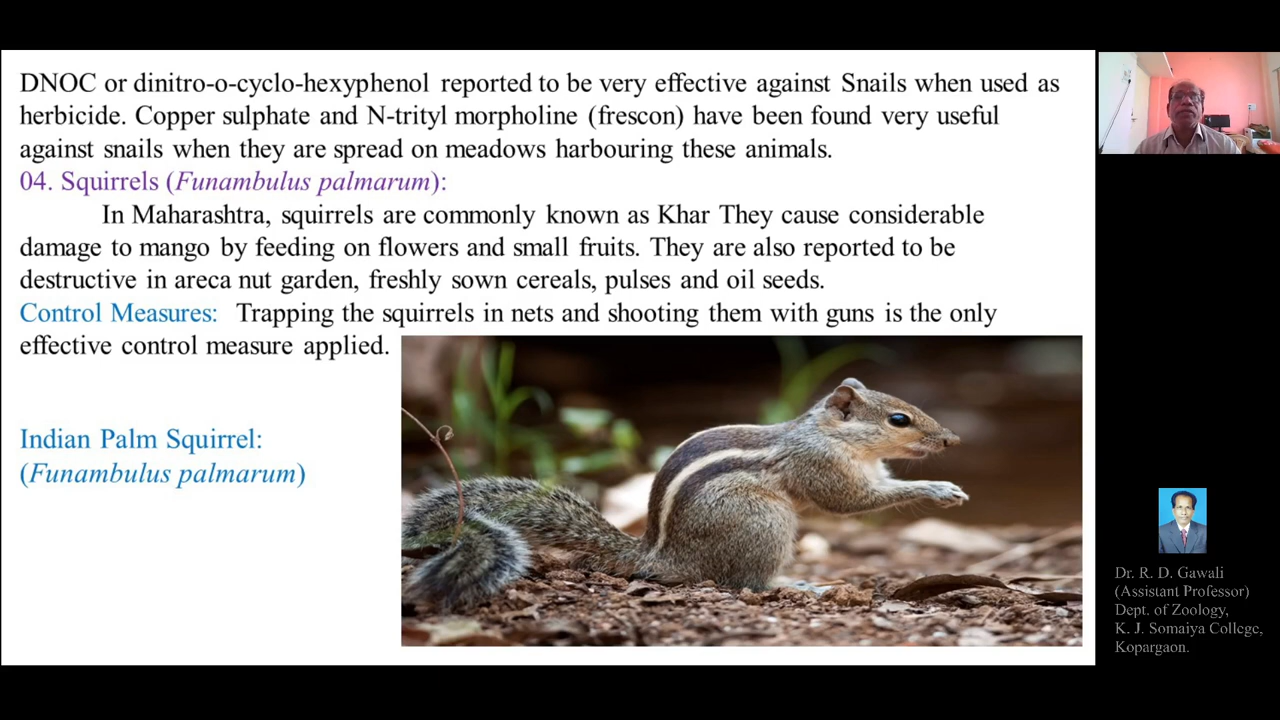 DNOC or dinitro-o-cyclo-hexyphenol reported to be very effective against Snails when used as
herbicide. Copper sulphate and N-trityl morpholine (frescon) have been found very useful
against snails when they are spread on meadows harbouring these animals.
04. Squirrels (Funambulus palmarum):
In Maharashtra, squirrels are commonly known as Khar They cause considerable
damage to mango by feeding on flowers and small fruits. They are also reported to be
destructive in areca nut garden, freshly sown cereals, pulses and oil seeds.
Control Measures: Trapping the squirrels in nets and shooting them with guns is the only
effective control measure applied.
Indian Palm Squirrel:
(Funambulus palmarum)
Dr. R. D. Gawali
(Assistant Professor)
Dept. of Zoology,
K. J. Somaiya College,
Kopargaon.